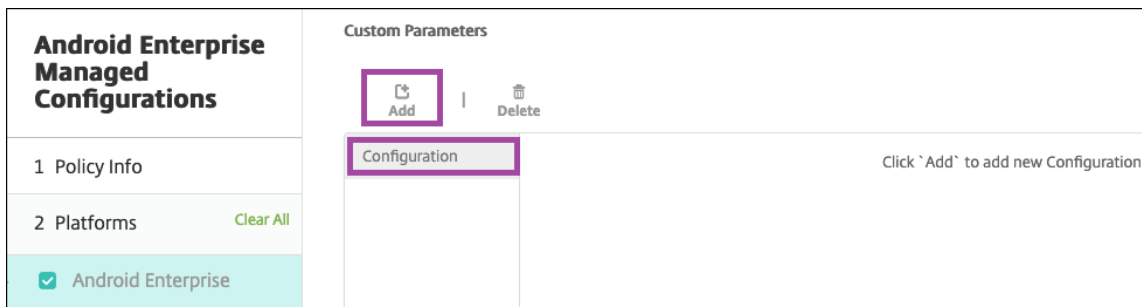 Android Enterprise
Managed
Configurations
1 Policy Info
2 Platforms Clear All
Android Enterprise
Custom Parameters
Add | Delete
Configuration
Click `Add` to add new Configuration